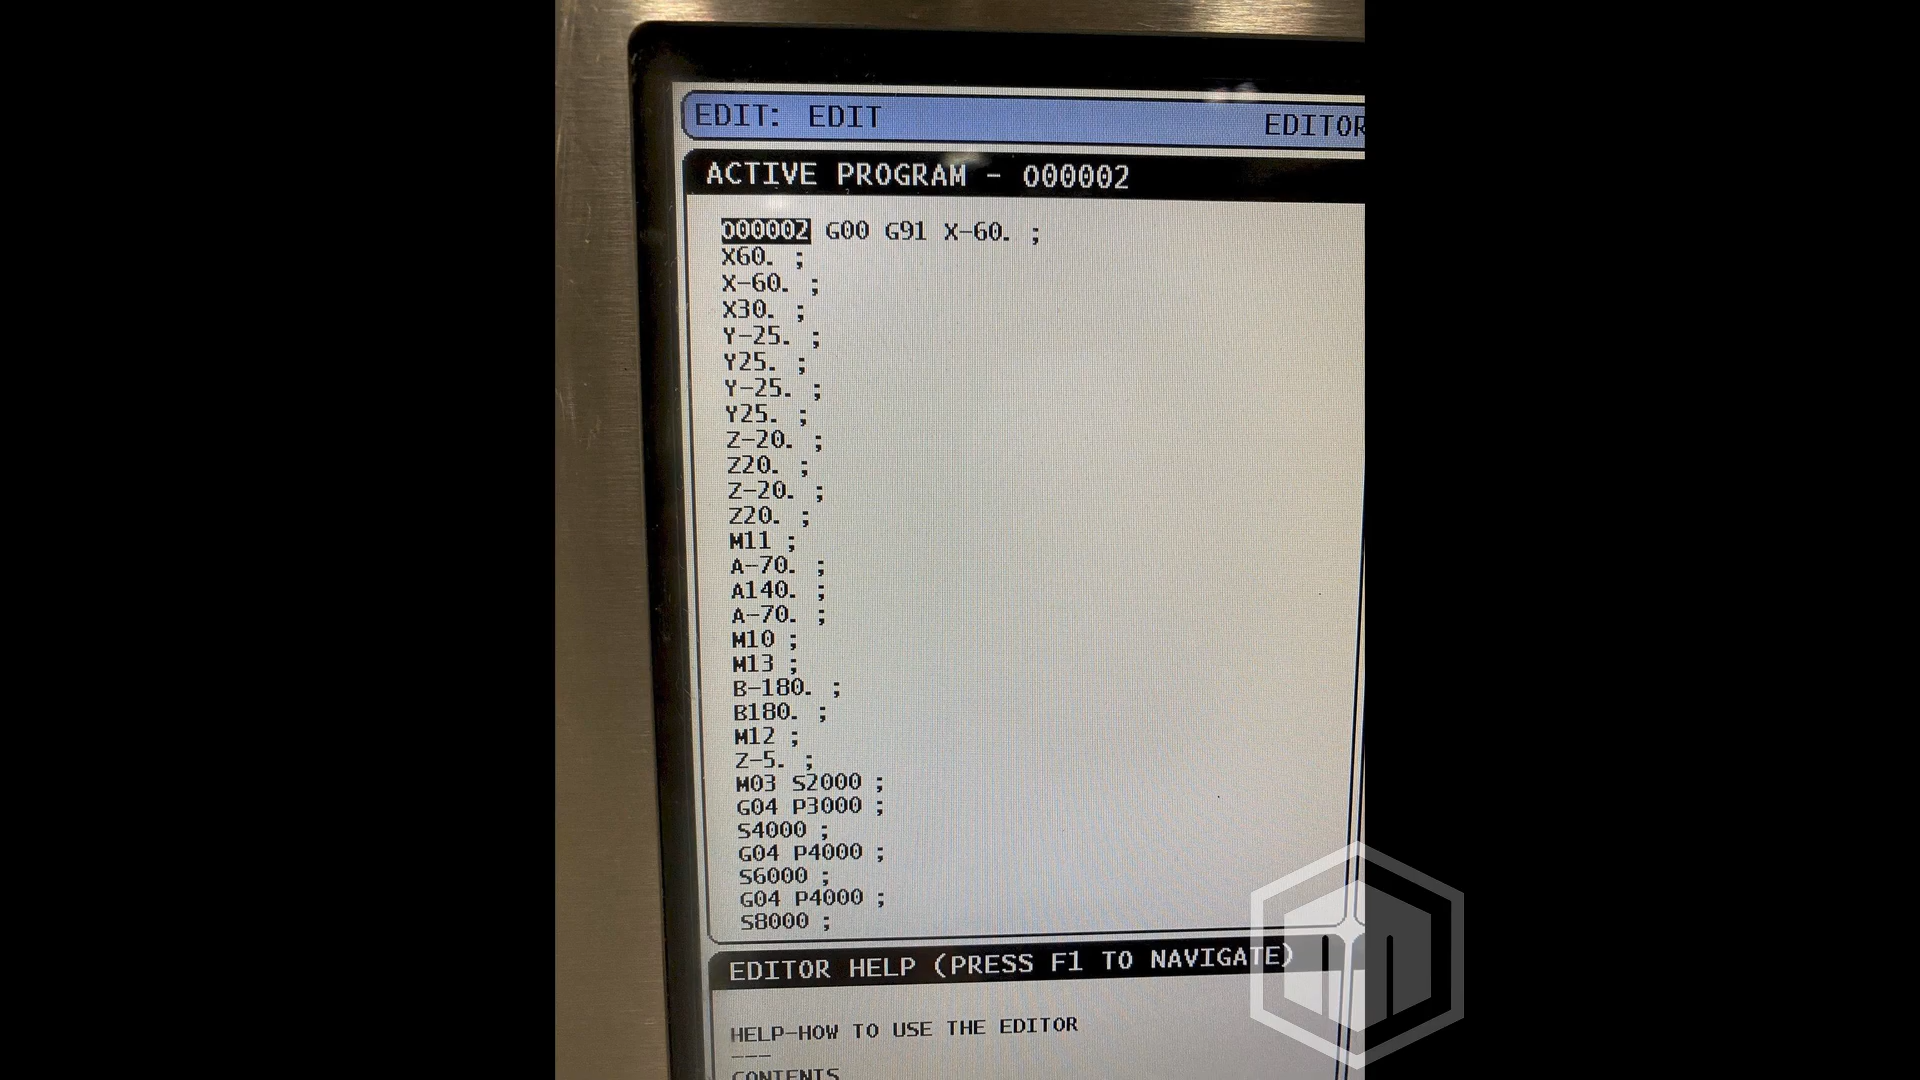 EDIT: EDIT EDITOR
ACTIVE PROGRAM - O00002
O00002 G00 G91 X-60. ;
X60. ;
X-60. ;
X30. ;
Y-25. ;
Y25. ;
Y-25. ;
Y25. ;
Z-20. ;
Z20. ;
Z-20. ;
Z20. ;
M11 ;
A-70. ;
A140. ;
A-70. ;
M10 ;
M13 ;
B-180. ;
B180. ;
M12 ;
Z-5. ;
M03 S2000 ;
G04 P3000 ;
S4000 ;
G04 P4000 ;
S6000 ;
G04 P4000 ;
S8000 ;
EDITOR HELP (PRESS F1 TO NAVIGATE)
HELP-HOW TO USE THE EDITOR
---
CONTENTS